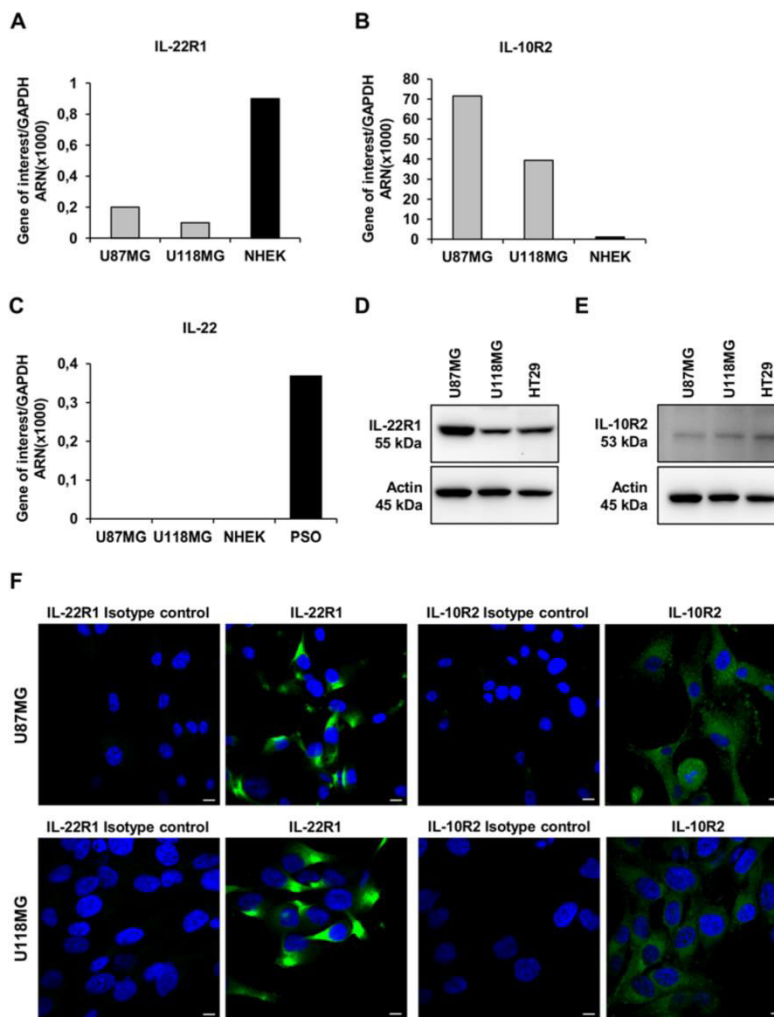 A
IL-22R1
Gene of interest/GAPDH
ARN(x1000)
1
0,8
0,6
0,4
0,2
0
U87MG U118MG NHEK
B
IL-10R2
Gene of interest/GAPDH
ARN(x1000)
80
70
60
50
40
30
20
10
0
U87MG U118MG NHEK
C
IL-22
Gene of interest/GAPDH
ARN(x1000)
0,4
0,3
0,2
0,1
0
U87MG U118MG NHEK PSO
D
U87MG
U118MG
HT29
IL-22R1
55 kDa
Actin
45 kDa
E
U87MG
U118MG
HT29
IL-10R2
53 kDa
Actin
45 kDa
F
IL-22R1 Isotype control IL-22R1 IL-10R2 Isotype control IL-10R2
U87MG
IL-22R1 Isotype control IL-22R1 IL-10R2 Isotype control IL-10R2
U118MG